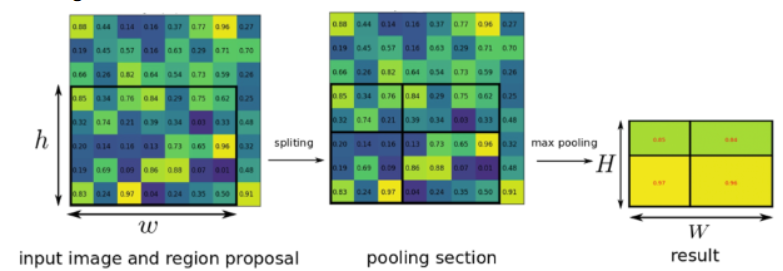 0.88 0.44 0.14 0.16 0.37 0.77 0.96 0.27
0.19 0.45 0.57 0.16 0.63 0.29 0.71 0.70
0.66 0.26 0.82 0.64 0.54 0.73 0.59 0.26
0.85 0.34 0.76 0.84 0.29 0.75 0.62 0.25
0.32 0.74 0.21 0.39 0.34 0.03 0.33 0.48
0.20 0.14 0.16 0.13 0.73 0.65 0.96 0.32
0.19 0.69 0.09 0.86 0.88 0.07 0.01 0.48
0.83 0.24 0.97 0.04 0.24 0.35 0.50 0.91
h
w
input image and region proposal
spliting
0.88 0.44 0.14 0.16 0.37 0.77 0.96 0.27
0.19 0.45 0.57 0.16 0.63 0.29 0.71 0.70
0.66 0.26 0.82 0.64 0.54 0.73 0.59 0.26
0.85 0.34 0.76 0.84 0.29 0.75 0.62 0.25
0.32 0.74 0.21 0.39 0.34 0.03 0.33 0.48
0.20 0.14 0.16 0.13 0.73 0.65 0.96 0.32
0.19 0.69 0.09 0.86 0.88 0.07 0.01 0.48
0.83 0.24 0.97 0.04 0.24 0.35 0.50 0.91
pooling section
max pooling
H
0.85 0.84
0.97 0.96
W
result